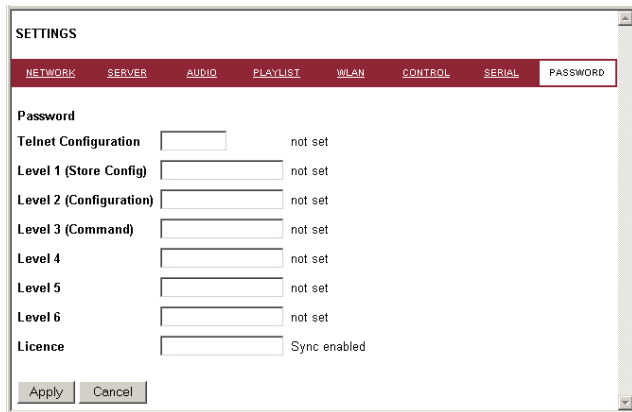 SETTINGS
NETWORK SERVER AUDIO PLAYLIST WLAN CONTROL SERIAL PASSWORD
Password
Telnet Configuration not set
Level 1 (Store Config) not set
Level 2 (Configuration) not set
Level 3 (Command) not set
Level 4 not set
Level 5 not set
Level 6 not set
Licence Sync enabled
Apply Cancel